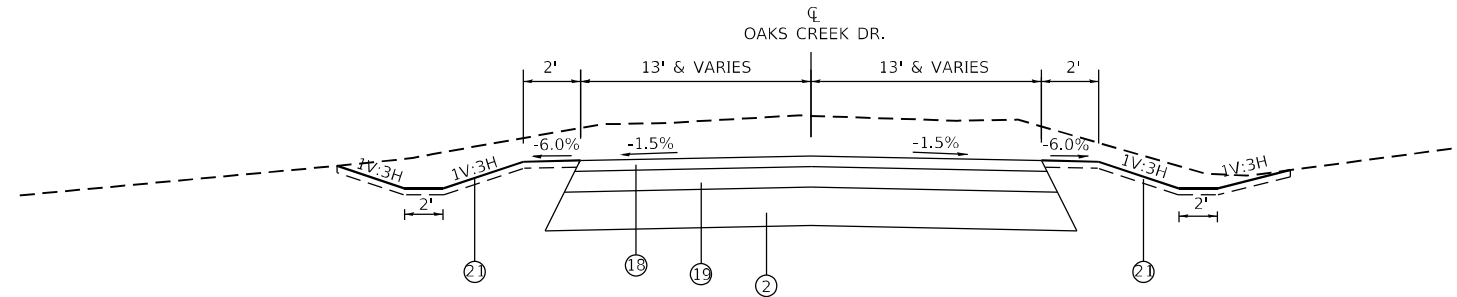 ℄
OAKS CREEK DR.
2' 13' & VARIES 13' & VARIES 2'
-6.0% -1.5% -1.5% -6.0%
1V:3H 1V:3H 1V:3H 1V:3H
2' 2'
21 18 19 2 21